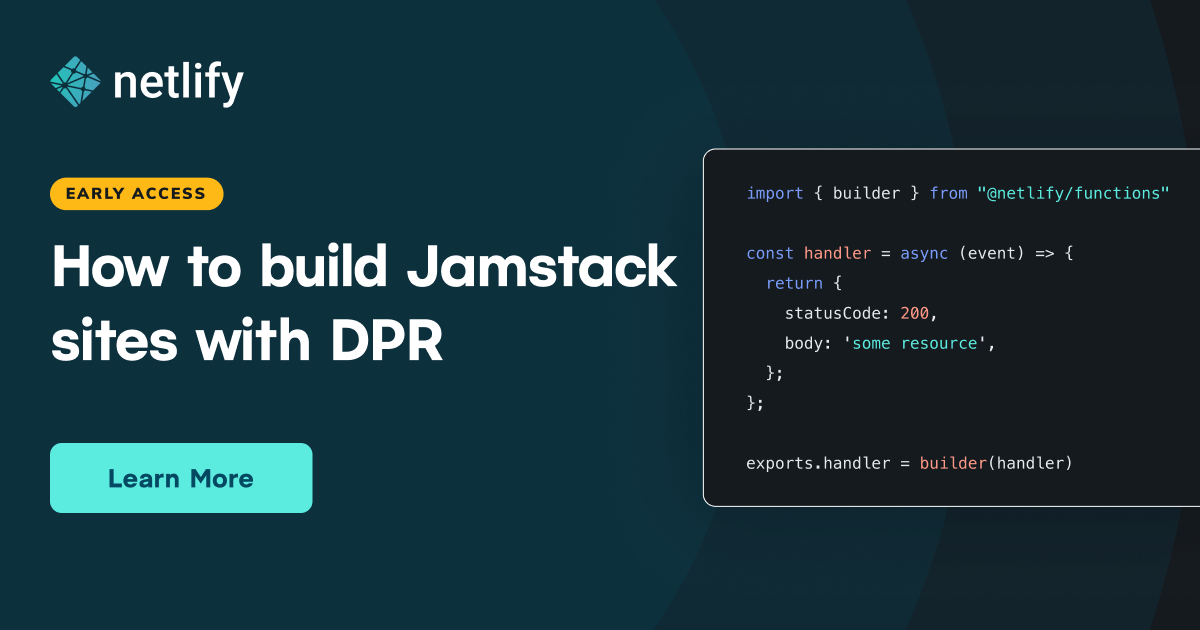 netlify
EARLY ACCESS
How to build Jamstack
sites with DPR
Learn More
import { builder } from "@netlify/functions"
const handler = async (event) => {
return {
statusCode: 200,
body: 'some resource',
};
};
exports.handler = builder(handler)